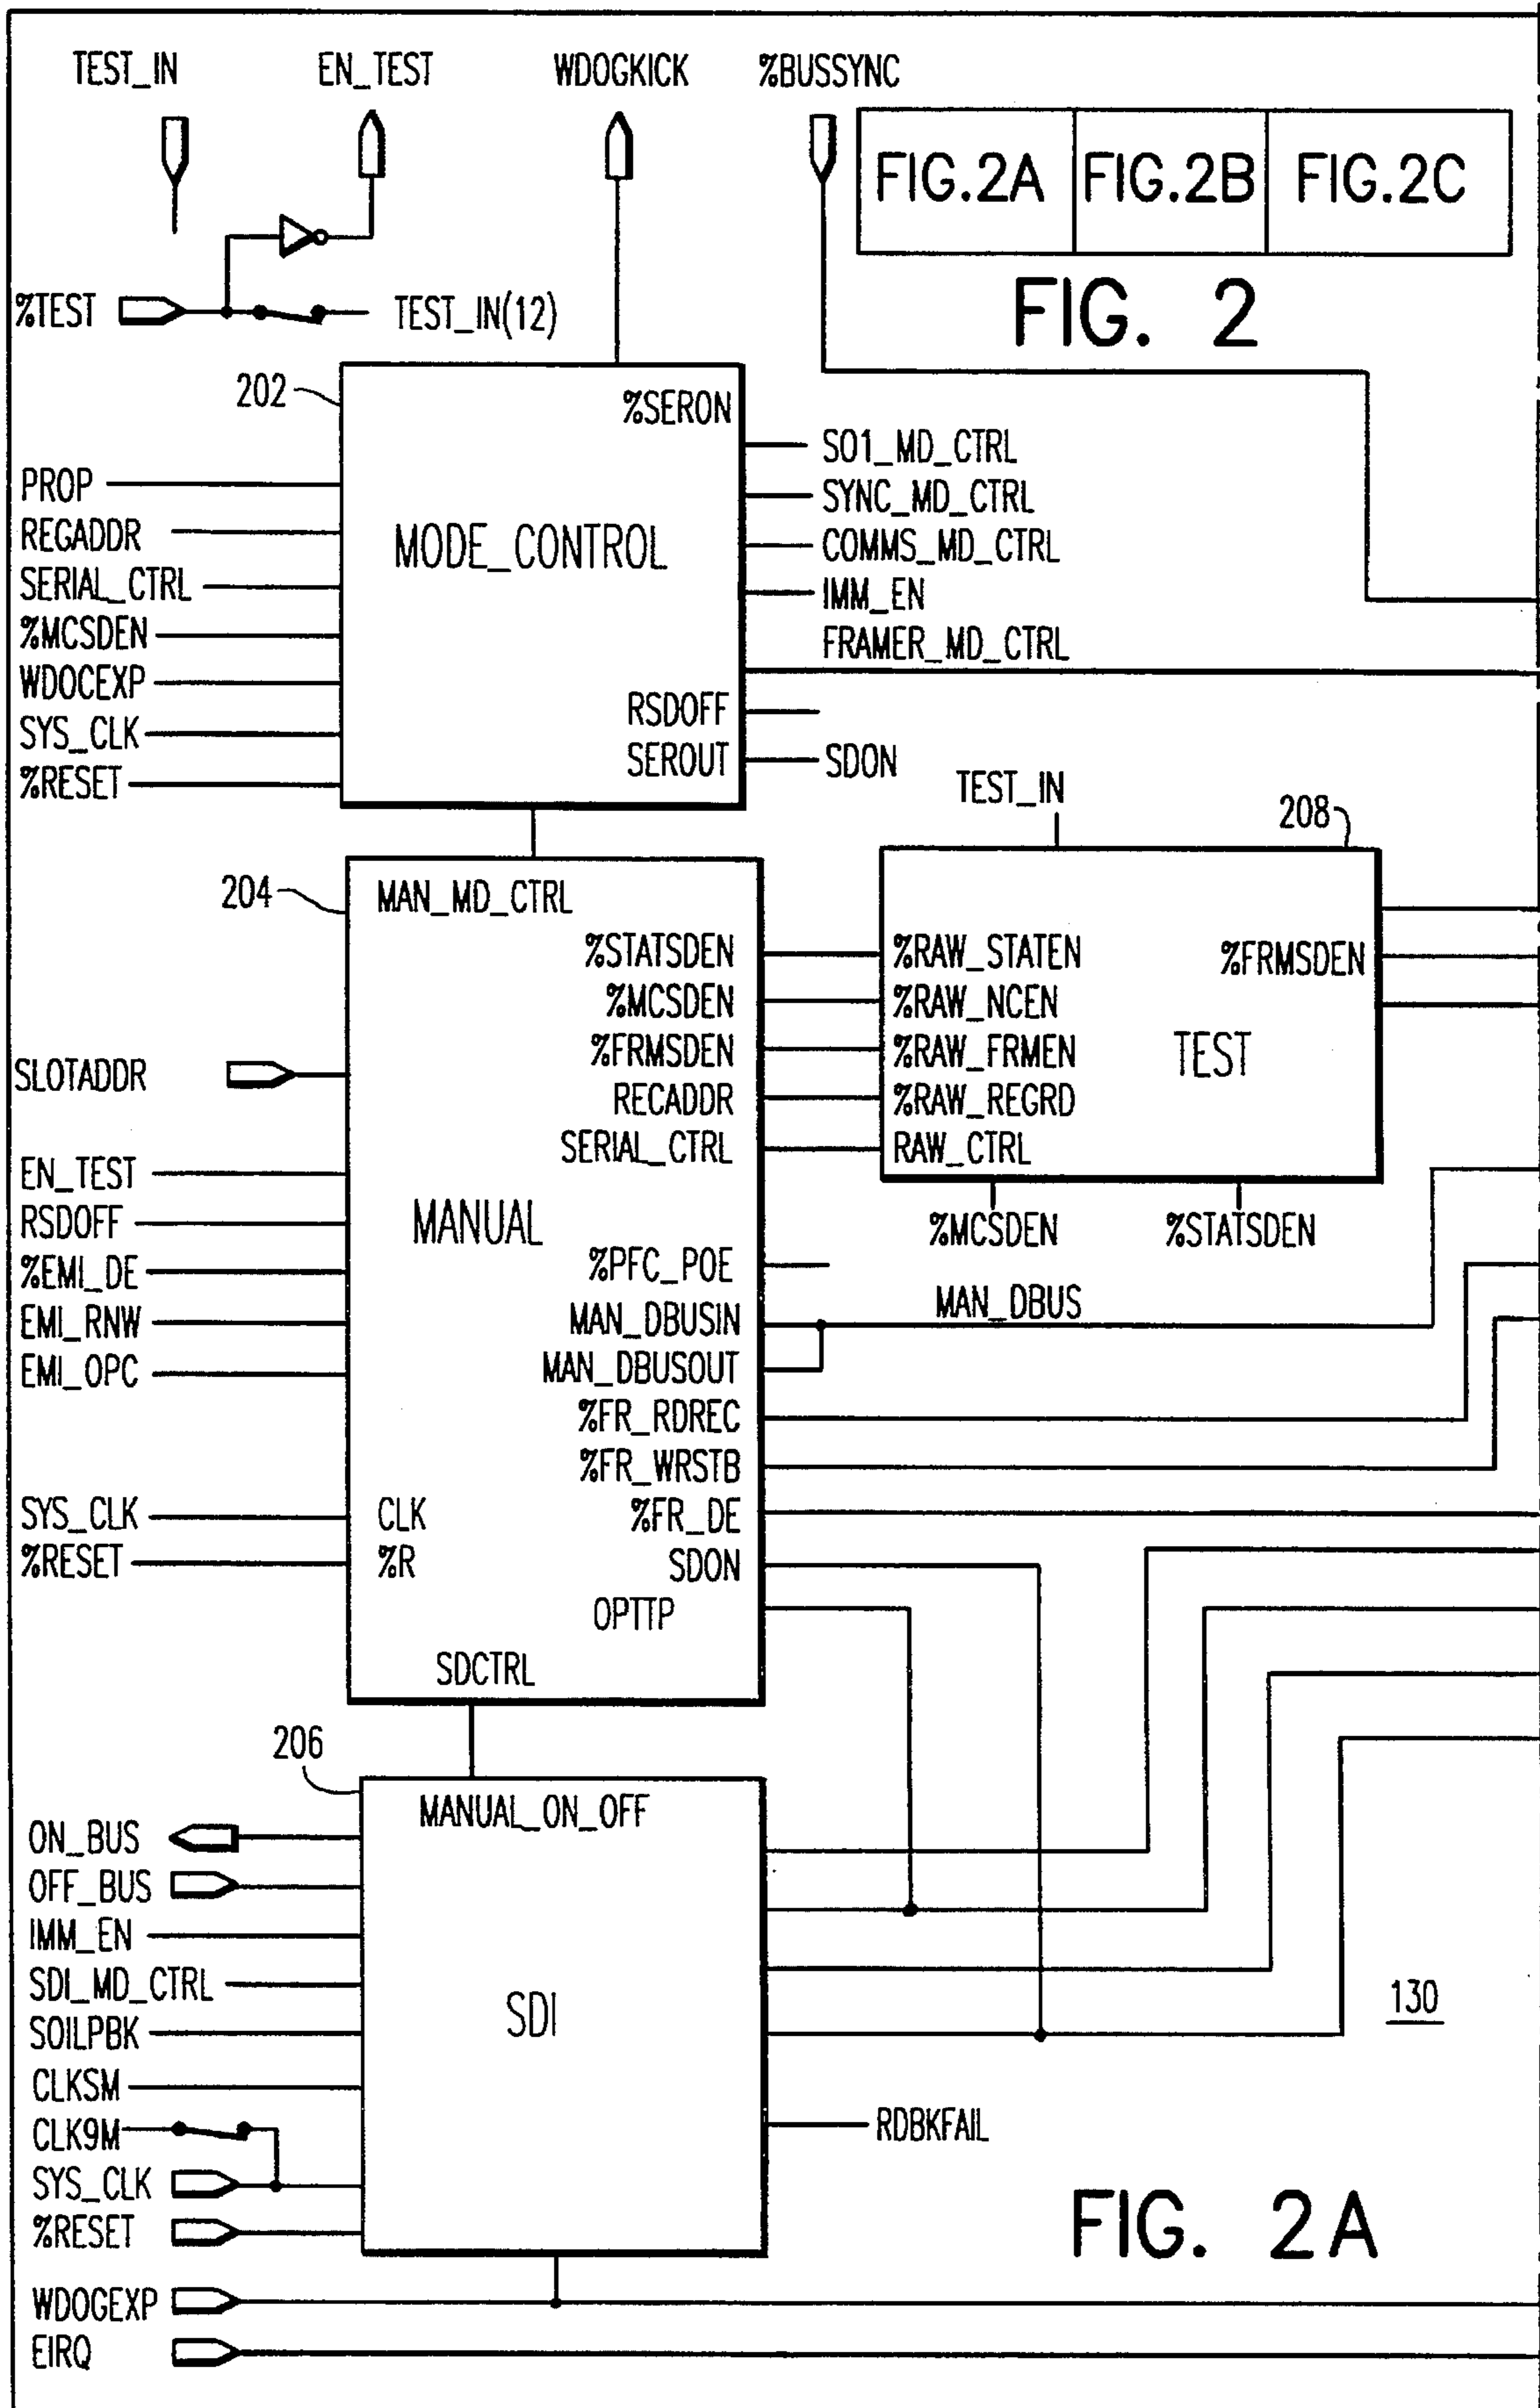 TEST_IN
EN_TEST
WDOGKICK
%BUSSYNC
FIG.2A
FIG.2B
FIG.2C
FIG. 2
%TEST
TEST_IN(12)
202
%SERON
PROP
REGADDR
SERIAL_CTRL
%MCSDEN
WDOCEXP
SYS_CLK
%RESET
MODE_CONTROL
RSDOFF
SEROUT
S01_MD_CTRL
SYNC_MD_CTRL
COMMS_MD_CTRL
IMM_EN
FRAMER_MD_CTRL
SDON
204
MAN_MD_CTRL
%STATSDEN
%MCSDEN
%FRMSDEN
RECADDR
SERIAL_CTRL
SLOTADDR
EN_TEST
RSDOFF
%EMI_DE
EMI_RNW
EMI_OPC
MANUAL
%PFC_POE
MAN_DBUSIN
MAN_DBUSOUT
%FR_RDREC
%FR_WRSTB
%FR_DE
SDON
OPTTP
SYS_CLK
%RESET
CLK
%R
SDCTRL
TEST_IN
208
%RAW_STATEN
%RAW_NCEN
%RAW_FRMEN
%RAW_REGRD
RAW_CTRL
%FRMSDEN
TEST
%MCSDEN
%STATSDEN
MAN_DBUS
206
MANUAL_ON_OFF
ON_BUS
OFF_BUS
IMM_EN
SDI_MD_CTRL
SOILPBK
CLKSM
CLK9M
SYS_CLK
%RESET
WDOGEXP
EIRQ
SDI
RDBKFAIL
130
FIG. 2A